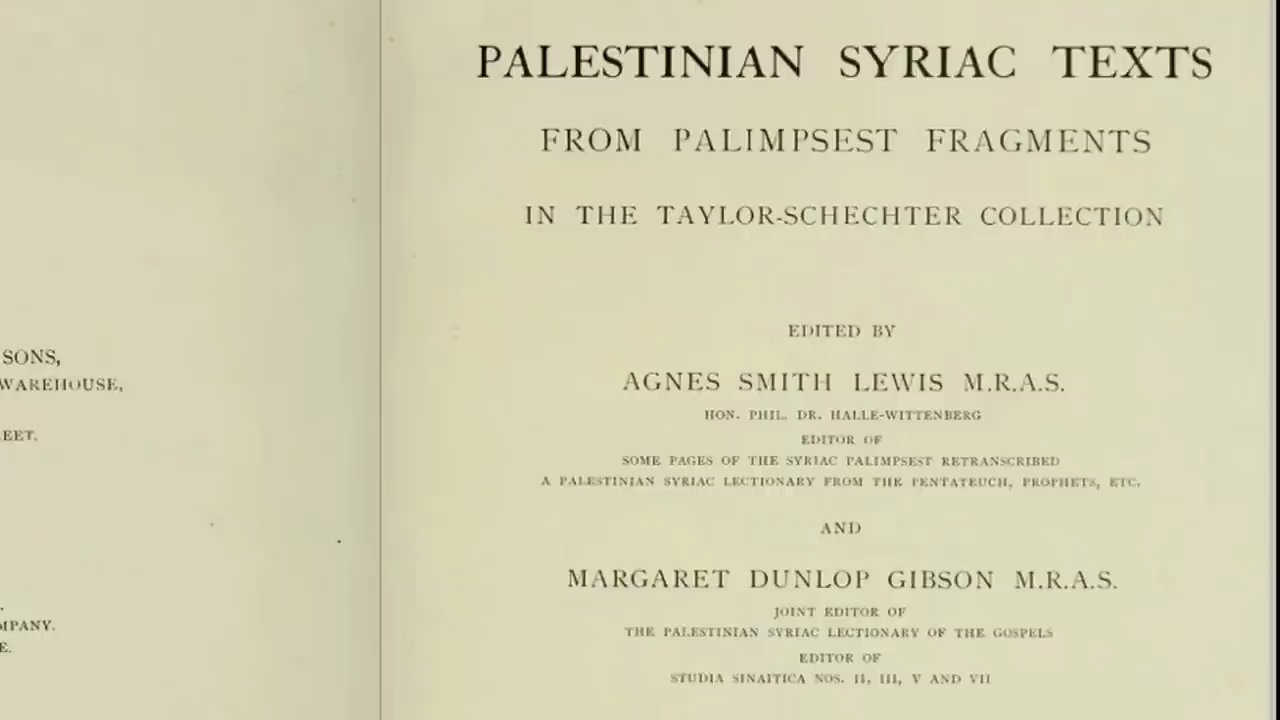 SONS,
WAREHOUSE,
EET.
MPANY.
E.
PALESTINIAN SYRIAC TEXTS
FROM PALIMPSEST FRAGMENTS
IN THE TAYLOR-SCHECHTER COLLECTION
EDITED BY
AGNES SMITH LEWIS M.R.A.S.
HON. PHIL. DR. HALLE-WITTENBERG
EDITOR OF
SOME PAGES OF THE SYRIAC PALIMPSEST RETRANSCRIBED
A PALESTINIAN SYRIAC LECTIONARY FROM THE PENTATEUCH, PROPHETS, ETC.
AND
MARGARET DUNLOP GIBSON M.R.A.S.
JOINT EDITOR OF
THE PALESTINIAN SYRIAC LECTIONARY OF THE GOSPELS
EDITOR OF
STUDIA SINAITICA NOS. II, III, V AND VII